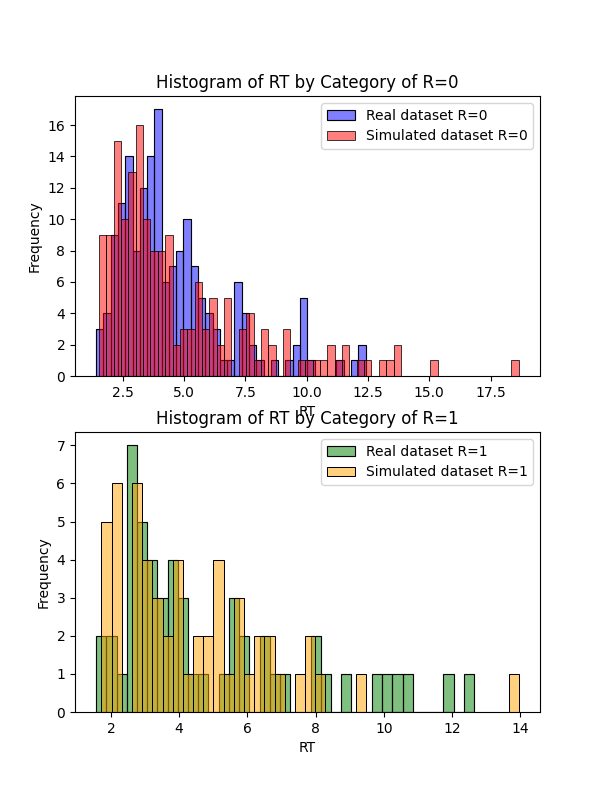 Histogram of RT by Category of R=0
Real dataset R=0
Simulated dataset R=0
16
14
12
10
8
6
4
2
0
Frequency
2.5 5.0 7.5 10.0 12.5 15.0 17.5
RT
Histogram of RT by Category of R=1
Real dataset R=1
Simulated dataset R=1
7
6
5
4
3
2
1
0
Frequency
2 4 6 8 10 12 14
RT